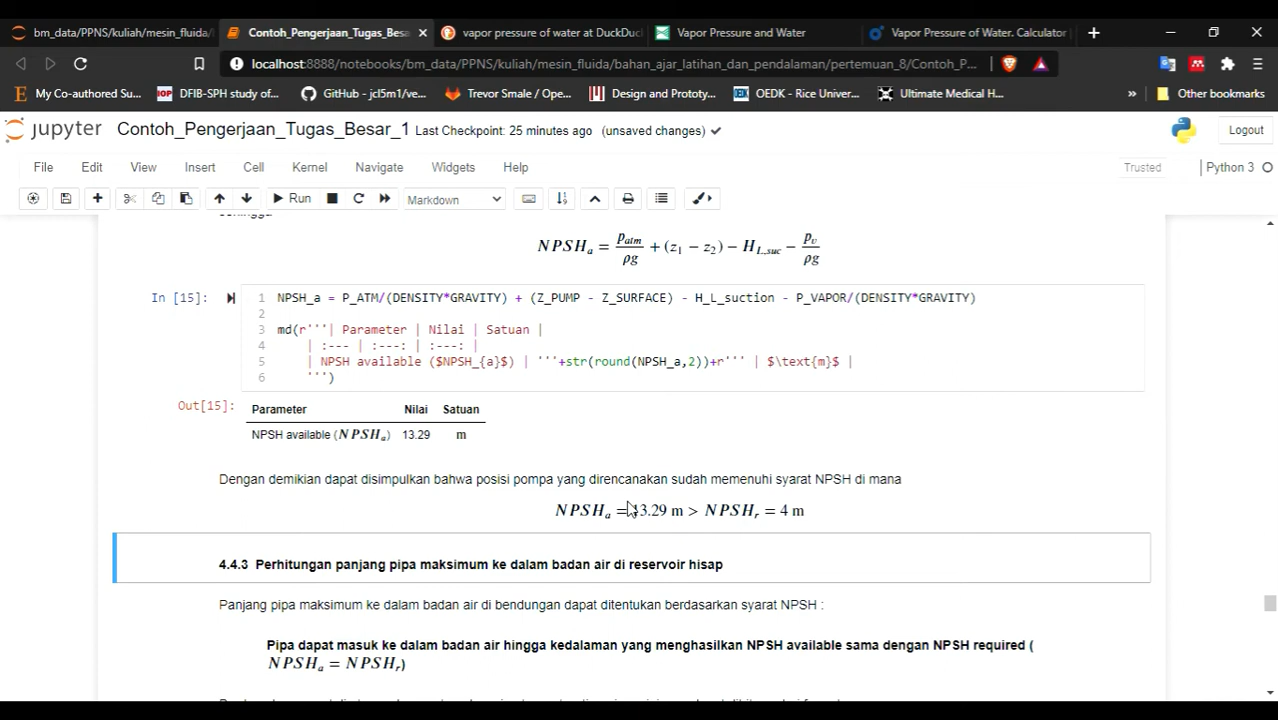 bm_data/PPNS/kuliah/mesin_fluida/
Contoh_Pengerjaan_Tugas_Besa
vapor pressure of water at DuckDuc
Vapor Pressure and Water
Vapor Pressure of Water. Calculator
localhost:8888/notebooks/bm_data/PPNS/kuliah/mesin_fluida/bahan_ajar_latihan_dan_pendalaman/pertemuan_8/Contoh_P...
My Co-authored Su...
DFIB-SPH study of...
GitHub - jcl5m1/ve...
Trevor Smale / Ope...
Design and Prototy...
OEDK - Rice Univer...
Ultimate Medical H...
» Other bookmarks
jupyter Contoh_Pengerjaan_Tugas_Besar_1 Last Checkpoint: 25 minutes ago (unsaved changes)
Logout
File Edit View Insert Cell Kernel Navigate Widgets Help
Trusted Python 3
Run Markdown
NPSH_a = p_atm/ρg + (z_1 − z_2) − H_L,suc − p_v/ρg
In [15]:
1 NPSH_a = P_ATM/(DENSITY*GRAVITY) + (Z_PUMP - Z_SURFACE) - H_L_suction - P_VAPOR/(DENSITY*GRAVITY)
2
3 md(r'''| Parameter | Nilai | Satuan |
4 | :--- | :---: | :---: |
5 | NPSH available ($NPSH_{a}$) | '''+str(round(NPSH_a,2))+r''' | $\text{m}$ |
6 ''')
Out[15]:
Parameter Nilai Satuan
NPSH available (NPSH_a) 13.29 m
Dengan demikian dapat disimpulkan bahwa posisi pompa yang direncanakan sudah memenuhi syarat NPSH di mana
NPSH_a = 13.29 m > NPSH_r = 4 m
4.4.3 Perhitungan panjang pipa maksimum ke dalam badan air di reservoir hisap
Panjang pipa maksimum ke dalam badan air di bendungan dapat ditentukan berdasarkan syarat NPSH :
Pipa dapat masuk ke dalam badan air hingga kedalaman yang menghasilkan NPSH available sama dengan NPSH required (
NPSH_a = NPSH_r)